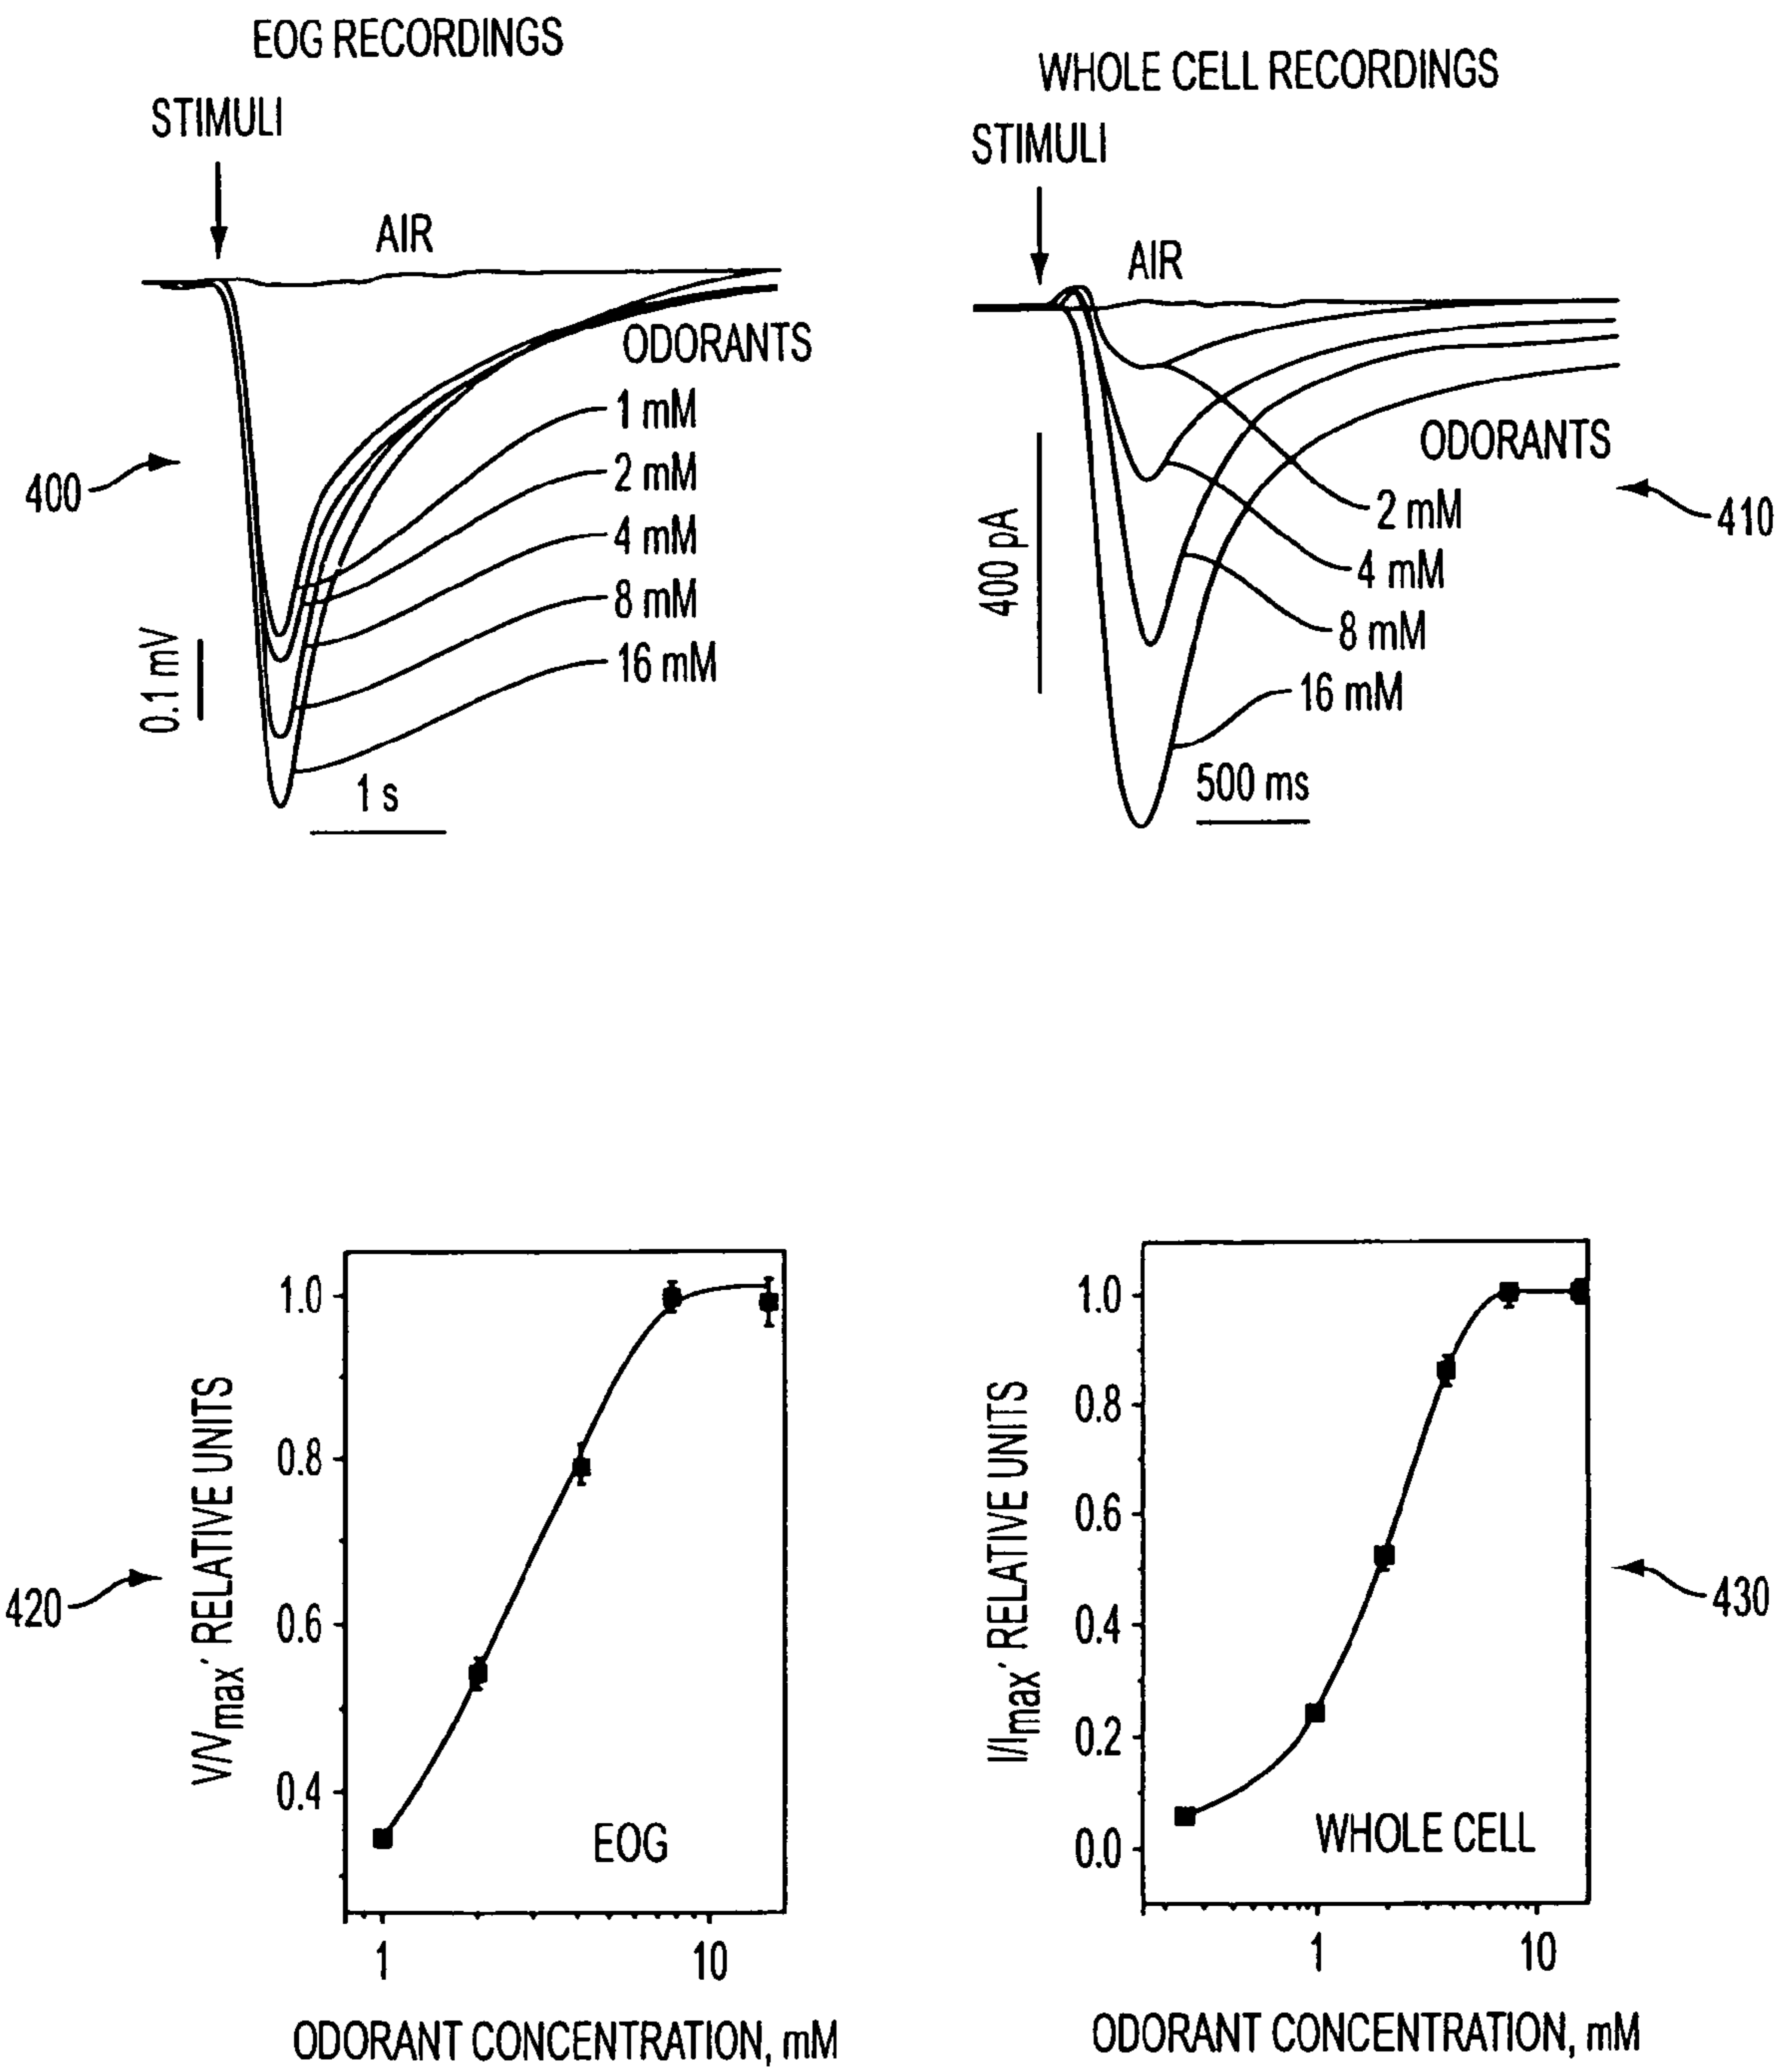 EOG RECORDINGS
STIMULI
AIR
ODORANTS
1 mM
2 mM
4 mM
8 mM
16 mM
400
0.1 mV
1 s
WHOLE CELL RECORDINGS
STIMULI
AIR
ODORANTS
2 mM
4 mM
8 mM
16 mM
410
400 pA
500 ms
420
V/Vmax' RELATIVE UNITS
1.0
0.8
0.6
0.4
EOG
1 10
ODORANT CONCENTRATION, mM
I/Imax' RELATIVE UNITS
1.0
0.8
0.6
0.4
0.2
0.0
WHOLE CELL
430
1 10
ODORANT CONCENTRATION, mM